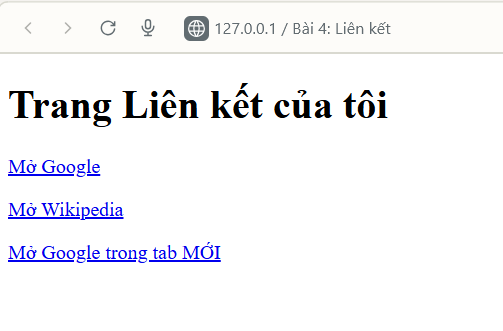 127.0.0.1 / Bài 4: Liên kết
Trang Liên kết của tôi
Mở Google
Mở Wikipedia
Mở Google trong tab MỚI